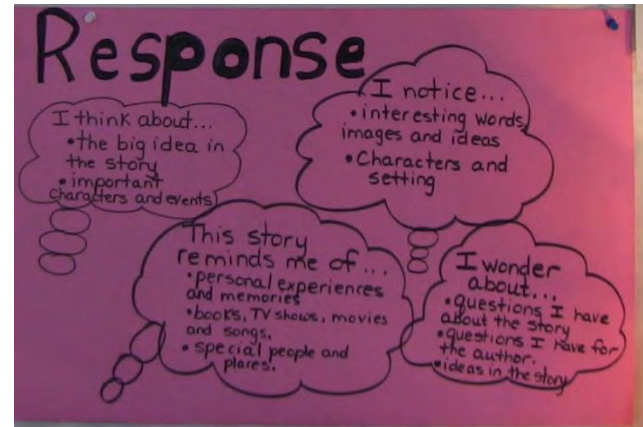 Response
I think about...
• the big idea in
the story
• important
characters and events
I notice...
• interesting words,
images and ideas
• Characters and
setting
This story
reminds me of...
• personal experiences
and memories
• books, TV shows, movies
and songs.
• special people and
places.
I wonder
about...
• questions I have
about the story
• questions I have for
the author.
• ideas in the story